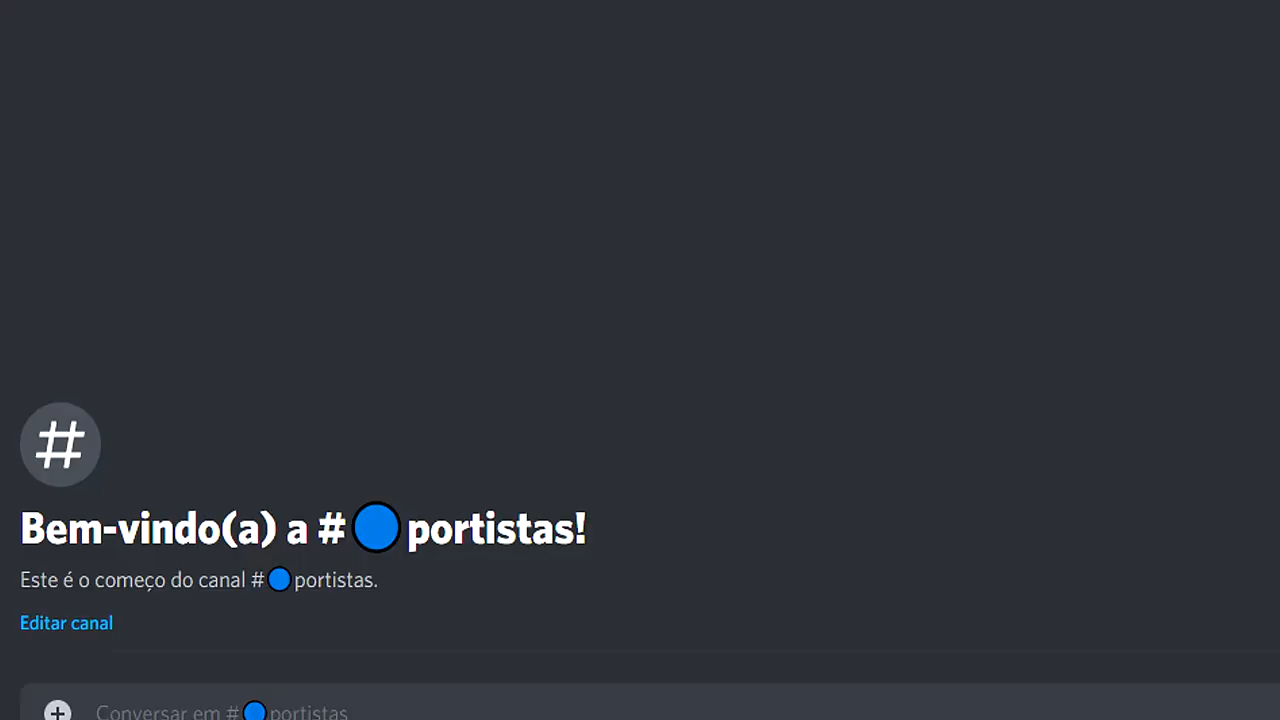 #
Bem-vindo(a) a #🔵portistas!
Este é o começo do canal #🔵portistas.
Editar canal
Conversar em #🔵portistas